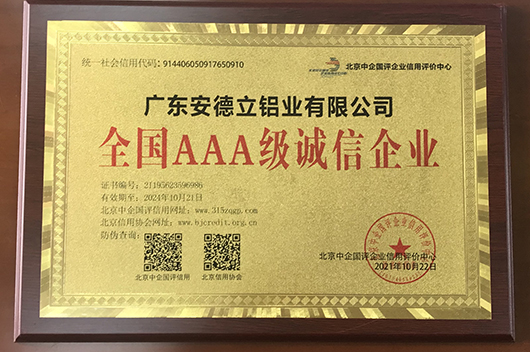 统一社会信用代码：914406050917650910
北京中企国评企业信用评价中心
广东安德立铝业有限公司
全国AAA级诚信企业
证书编号：21195623596986
有效期至：2024年10月21日
北京中企国评信用网址：www.315zqgp.com
北京信用协会网址：www.bjcredit.org.cn
防伪查询：
北京中企国评信用
北京信用协会
北京中企国评企业信用评价中心
2021年10月22日